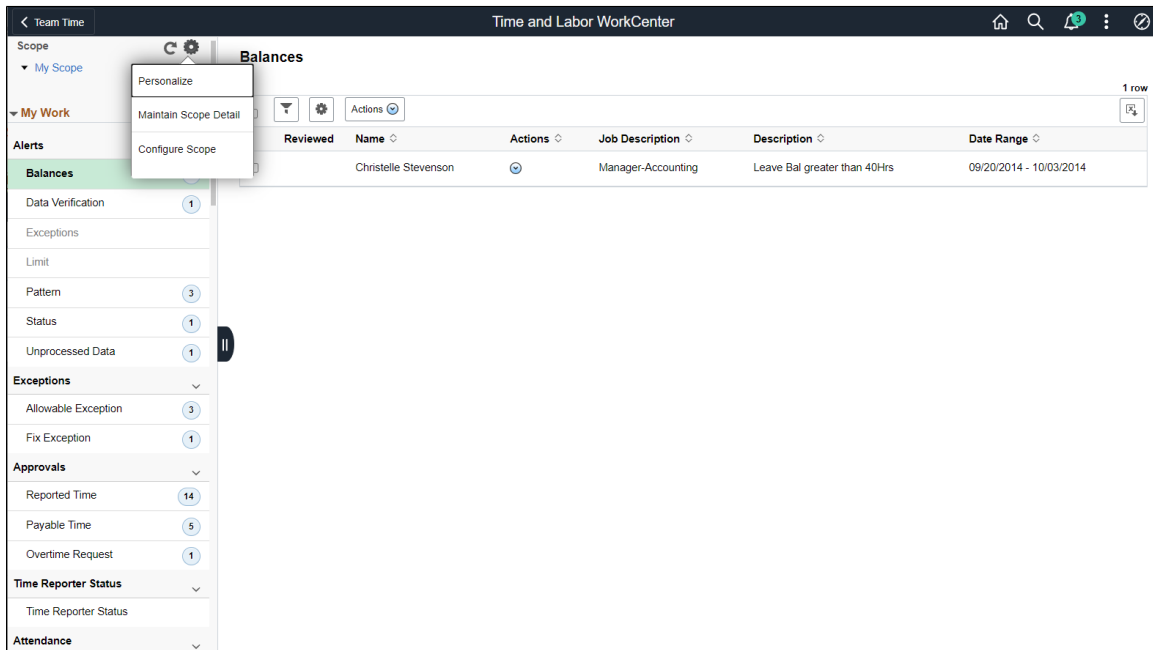 Team Time
Time and Labor WorkCenter
3
Scope
My Scope
Personalize
Maintain Scope Detail
Configure Scope
My Work
Alerts
Balances
Data Verification 1
Exceptions
Limit
Pattern 3
Status 1
Unprocessed Data 1
Exceptions
Allowable Exception 3
Fix Exception 1
Approvals
Reported Time 14
Payable Time 5
Overtime Request 1
Time Reporter Status
Time Reporter Status
Attendance
Balances
1 row
Actions
Reviewed Name Actions Job Description Description Date Range
Christelle Stevenson Manager-Accounting Leave Bal greater than 40Hrs 09/20/2014 - 10/03/2014